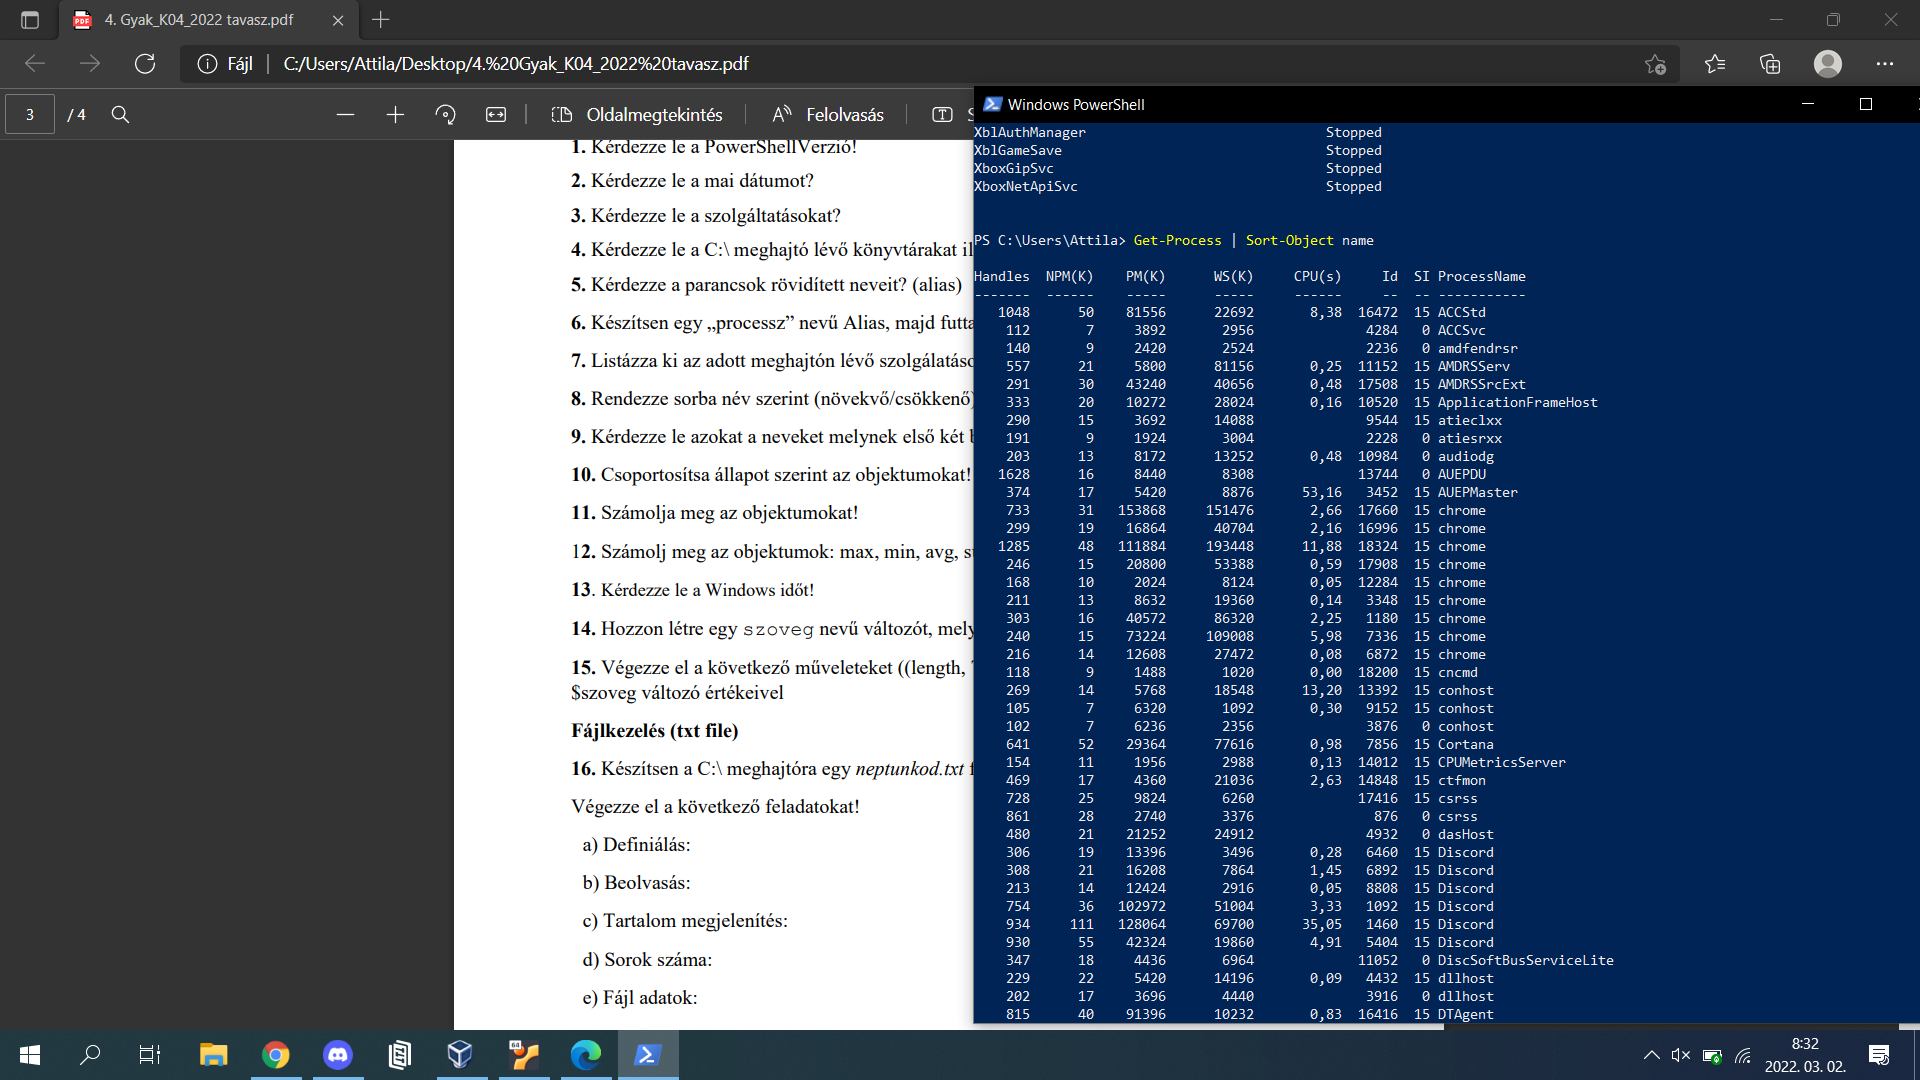 4. Gyak_K04_2022 tavasz.pdf
Fájl
C:/Users/Attila/Desktop/4.%20Gyak_K04_2022%20tavasz.pdf
3 / 4
Oldalmegtekintés
Felolvasás
1. Kérdezze le a PowerShellVerzió!
2. Kérdezze le a mai dátumot?
3. Kérdezze le a szolgáltatásokat?
4. Kérdezze le a C:\ meghajtó lévő könyvtárakat il
5. Kérdezze a parancsok rövidített neveit? (alias)
6. Készítsen egy „processz” nevű Alias, majd futta
7. Listázza ki az adott meghajtón lévő szolgálatáso
8. Rendezze sorba név szerint (növekvő/csökkenő)
9. Kérdezze le azokat a neveket melynek első két b
10. Csoportosítsa állapot szerint az objektumokat!
11. Számolja meg az objektumokat!
12. Számolj meg az objektumok: max, min, avg, s
13. Kérdezze le a Windows időt!
14. Hozzon létre egy szoveg nevű változót, mely
15. Végezze el a következő műveleteket ((length,
$szoveg változó értékeivel
Fájlkezelés (txt file)
16. Készítsen a C:\ meghajtóra egy neptunkod.txt f
Végezze el a következő feladatokat!
a) Definiálás:
b) Beolvasás:
c) Tartalom megjelenítés:
d) Sorok száma:
e) Fájl adatok:
Windows PowerShell
XblAuthManager Stopped
XblGameSave Stopped
XboxGipSvc Stopped
XboxNetApiSvc Stopped
PS C:\Users\Attila> Get-Process | Sort-Object name
Handles NPM(K) PM(K) WS(K) CPU(s) Id SI ProcessName
------- ------ ----- ----- ------ -- -- -----------
1048 50 81556 22692 8,38 16472 15 ACCStd
112 7 3892 2956 4284 0 ACCSvc
140 9 2420 2524 2236 0 amdfendrsr
557 21 5800 81156 0,25 11152 15 AMDRSServ
291 30 43240 40656 0,48 17508 15 AMDRSSrcExt
333 20 10272 28024 0,16 10520 15 ApplicationFrameHost
290 15 3692 14088 9544 15 atieclxx
191 9 1924 3004 2228 0 atiesrxx
203 13 8172 13252 0,48 10984 0 audiodg
1628 16 8440 8308 13744 0 AUEPDU
374 17 5420 8876 53,16 3452 15 AUEPMaster
733 31 153868 151476 2,66 17660 15 chrome
299 19 16864 40704 2,16 16996 15 chrome
1285 48 111884 193448 11,88 18324 15 chrome
246 15 20800 53388 0,59 17908 15 chrome
168 10 2024 8124 0,05 12284 15 chrome
211 13 8632 19360 0,14 3348 15 chrome
303 16 40572 86320 2,25 1180 15 chrome
240 15 73224 109008 5,98 7336 15 chrome
216 14 12608 27472 0,08 6872 15 chrome
118 9 1488 1020 0,00 18200 15 cncmd
269 14 5768 18548 13,20 13392 15 conhost
105 7 6320 1092 0,30 9152 15 conhost
102 7 6236 2356 3876 0 conhost
641 52 29364 77616 0,98 7856 15 Cortana
154 11 1956 2988 0,13 14012 15 CPUMetricsServer
469 17 4360 21036 2,63 14848 15 ctfmon
728 25 9824 6260 17416 15 csrss
861 28 2740 3376 876 0 csrss
480 21 21252 24912 4932 0 dasHost
306 19 13396 3496 0,28 6460 15 Discord
308 21 16208 7864 1,45 6892 15 Discord
213 14 12424 2916 0,05 8808 15 Discord
754 36 102972 51004 3,33 1092 15 Discord
934 111 128064 69700 35,05 1460 15 Discord
930 55 42324 19860 4,91 5404 15 Discord
347 18 4436 6964 11052 0 DiscSoftBusServiceLite
229 22 5420 14196 0,09 4432 15 dllhost
202 17 3696 4440 3916 0 dllhost
815 40 91396 10232 0,83 16416 15 DTAgent
8:32
2022. 03. 02.